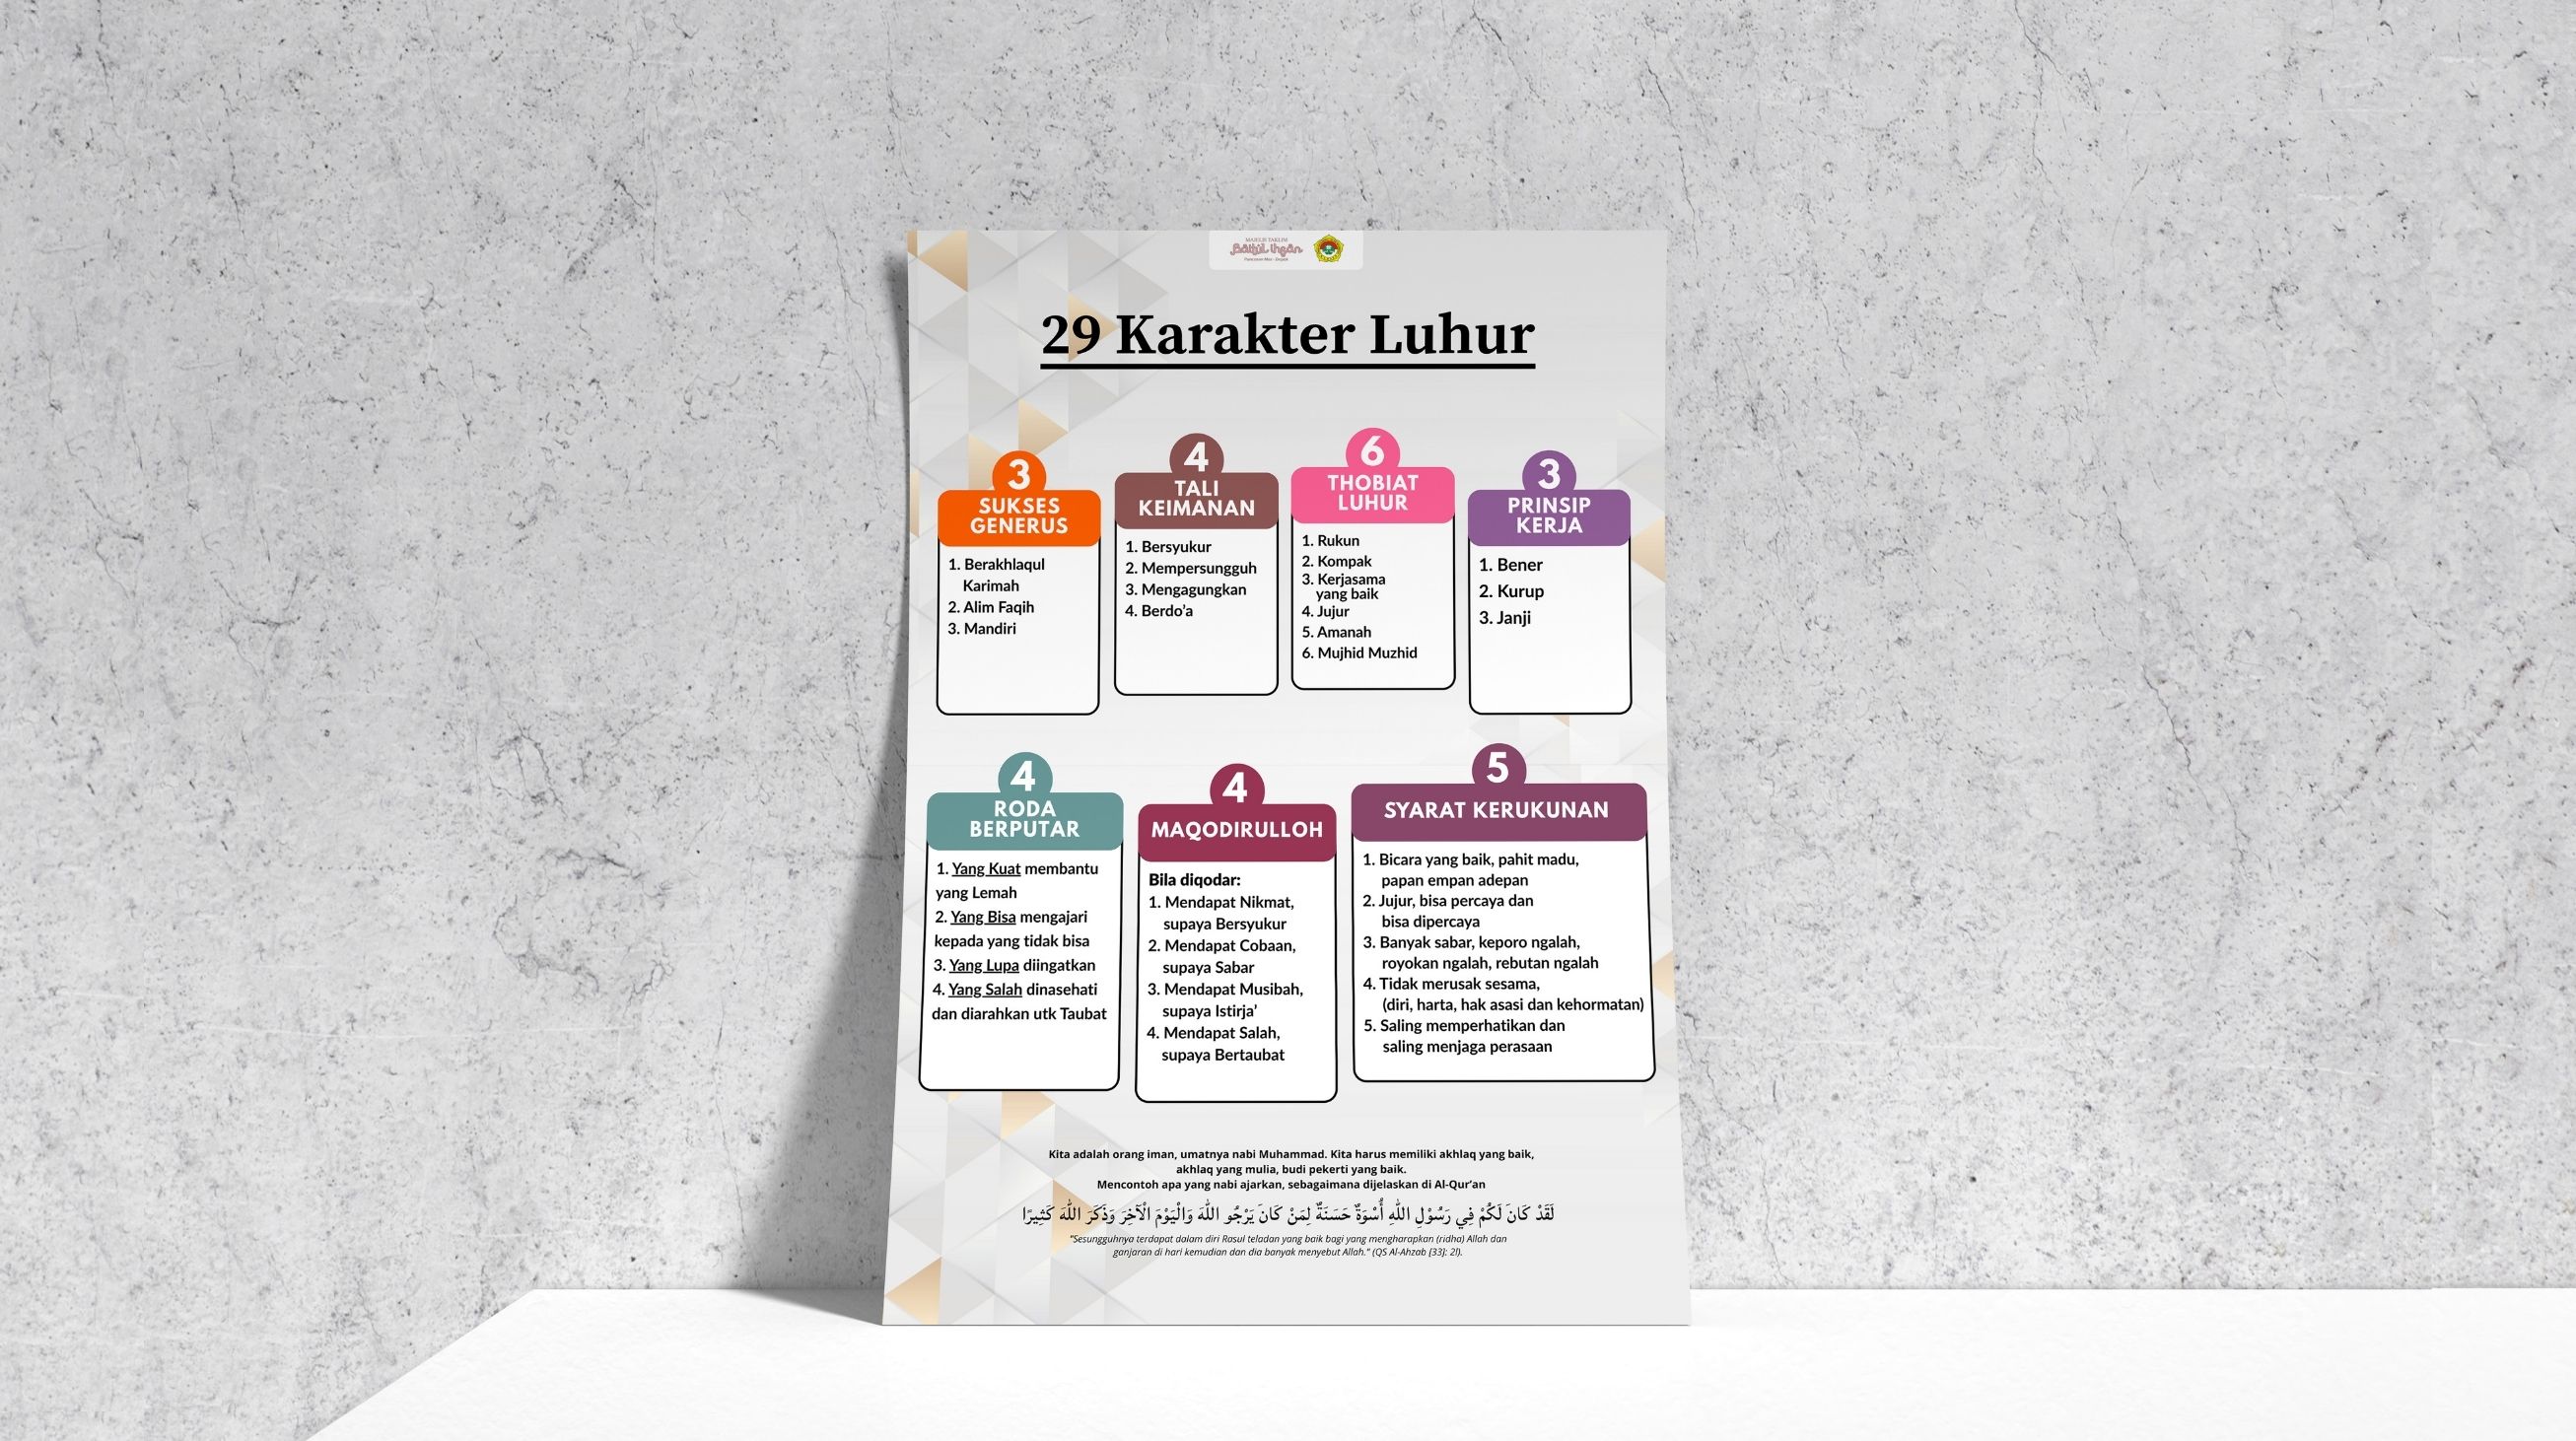 MAJELIS TAKLIM
Baitul Ihsan
29 Karakter Luhur
3
SUKSES
GENERUS
1. Berakhlaqul
Karimah
2. Alim Faqih
3. Mandiri
4
TALI
KEIMANAN
1. Bersyukur
2. Mempersungguh
3. Mengagungkan
4. Berdo’a
6
THOBIAT
LUHUR
1. Rukun
2. Kompak
3. Kerjasama
yang baik
4. Jujur
5. Amanah
6. Mujhid Muzhid
3
PRINSIP
KERJA
1. Bener
2. Kurup
3. Janji
4
RODA
BERPUTAR
1. Yang Kuat membantu
yang Lemah
2. Yang Bisa mengajari
kepada yang tidak bisa
3. Yang Lupa diingatkan
4. Yang Salah dinasehati
dan diarahkan utk Taubat
4
MAQODIRULLOH
Bila diqodar:
1. Mendapat Nikmat,
supaya Bersyukur
2. Mendapat Cobaan,
supaya Sabar
3. Mendapat Musibah,
supaya Istirja’
4. Mendapat Salah,
supaya Bertaubat
5
SYARAT KERUKUNAN
1. Bicara yang baik, pahit madu,
papan empan adepan
2. Jujur, bisa percaya dan
bisa dipercaya
3. Banyak sabar, keporo ngalah,
royokan ngalah, rebutan ngalah
4. Tidak merusak sesama,
(diri, harta, hak asasi dan kehormatan)
5. Saling memperhatikan dan
saling menjaga perasaan
Kita adalah orang iman, umatnya nabi Muhammad. Kita harus memiliki akhlaq yang baik,
akhlaq yang mulia, budi pekerti yang baik.
Mencontoh apa yang nabi ajarkan, sebagaimana dijelaskan di Al-Qur’an
لَقَدْ كَانَ لَكُمْ فِي رَسُوْلِ اللّٰهِ أُسْوَةٌ حَسَنَةٌ لِمَنْ كَانَ يَرْجُو اللّٰهَ وَالْيَوْمَ الْآخِرَ وَذَكَرَ اللّٰهَ كَثِيرًا
“Sesungguhnya terdapat dalam diri Rasul teladan yang baik bagi yang mengharapkan (ridha) Allah dan
ganjaran di hari kemudian dan dia banyak menyebut Allah.” (QS Al-Ahzab [33]: 21).